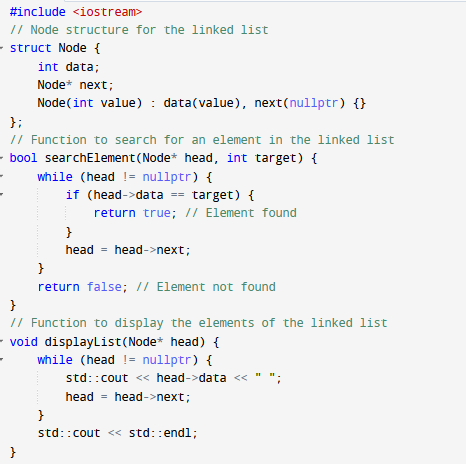 #include <iostream>
// Node structure for the linked list
struct Node {
    int data;
    Node* next;
    Node(int value) : data(value), next(nullptr) {}
};
// Function to search for an element in the linked list
bool searchElement(Node* head, int target) {
    while (head != nullptr) {
        if (head->data == target) {
            return true; // Element found
        }
        head = head->next;
    }
    return false; // Element not found
}
// Function to display the elements of the linked list
void displayList(Node* head) {
    while (head != nullptr) {
        std::cout << head->data << " ";
        head = head->next;
    }
    std::cout << std::endl;
}